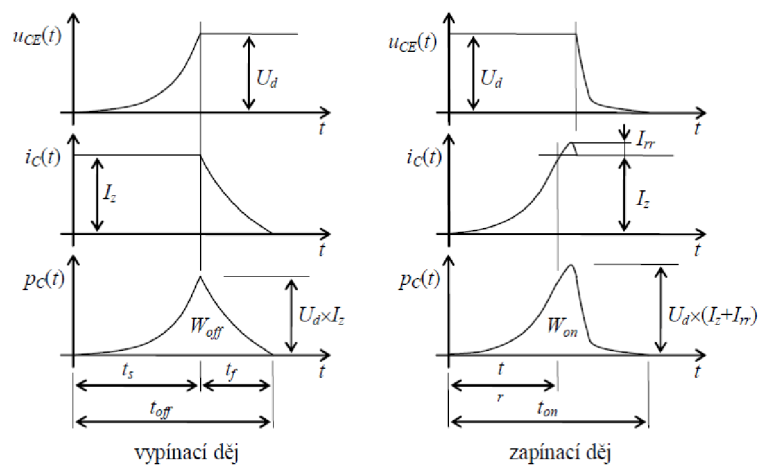 u_CE(t)
U_d
t
i_C(t)
I_z
t
p_C(t)
W_off
U_d×I_z
t
t_s
t_f
t_off
vypínací děj
u_CE(t)
U_d
t
i_C(t)
I_rr
I_z
t
p_C(t)
W_on
U_d×(I_z+I_rr)
t
t
r
t_on
zapínací děj